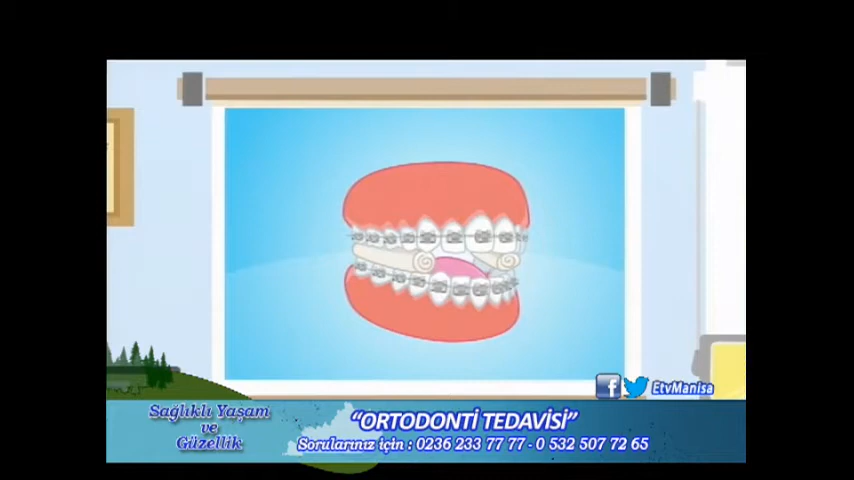 EtvManisa
Sağlıklı Yaşam
ve
Güzellik
“ORTODONTİ TEDAVİSİ”
Sorularınız için : 0236 233 77 77 - 0 532 507 72 65